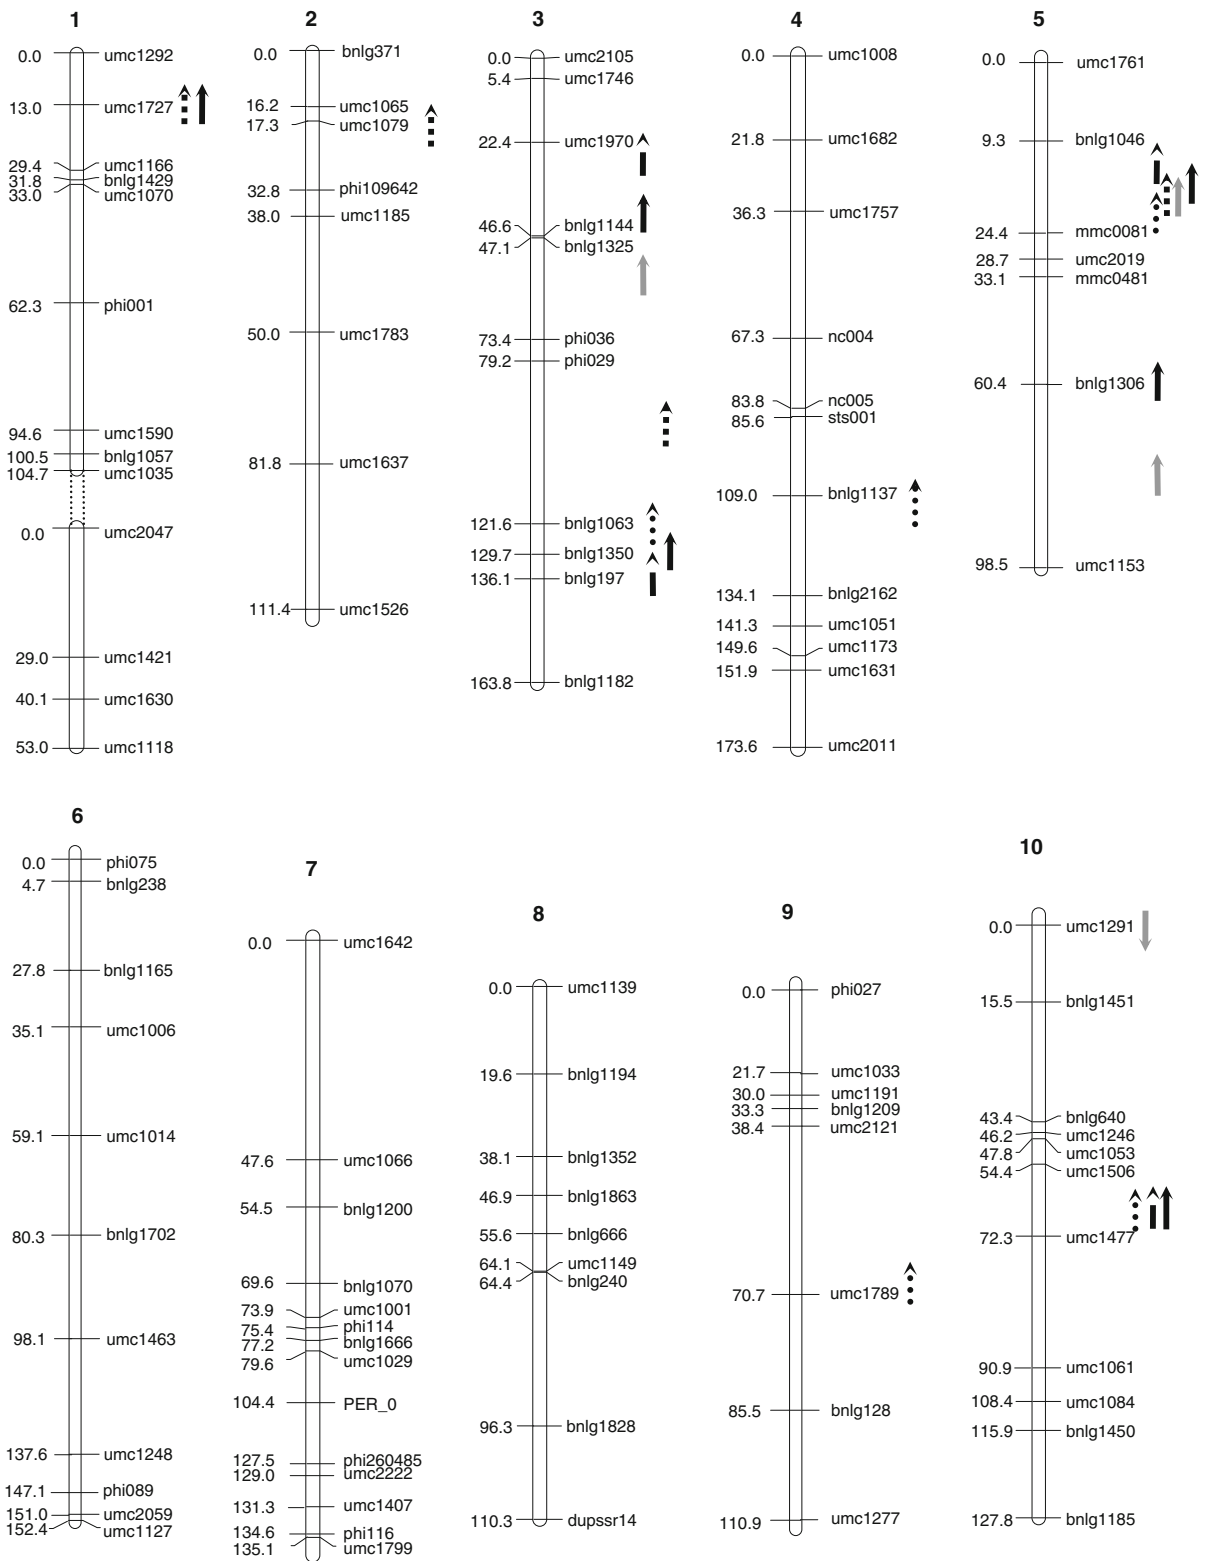 1
0.0 umc1292
13.0 umc1727
29.4 umc1166
31.8 bnlg1429
33.0 umc1070
62.3 phi001
94.6 umc1590
100.5 bnlg1057
104.7 umc1035
0.0 umc2047
29.0 umc1421
40.1 umc1630
53.0 umc1118
2
0.0 bnlg371
16.2 umc1065
17.3 umc1079
32.8 phi109642
38.0 umc1185
50.0 umc1783
81.8 umc1637
111.4 umc1526
3
0.0 umc2105
5.4 umc1746
22.4 umc1970
46.6 bnlg1144
47.1 bnlg1325
73.4 phi036
79.2 phi029
121.6 bnlg1063
129.7 bnlg1350
136.1 bnlg197
163.8 bnlg1182
4
0.0 umc1008
21.8 umc1682
36.3 umc1757
67.3 nc004
83.8 nc005
85.6 sts001
109.0 bnlg1137
134.1 bnlg2162
141.3 umc1051
149.6 umc1173
151.9 umc1631
173.6 umc2011
5
0.0 umc1761
9.3 bnlg1046
24.4 mmc0081
28.7 umc2019
33.1 mmc0481
60.4 bnlg1306
98.5 umc1153
6
0.0 phi075
4.7 bnlg238
27.8 bnlg1165
35.1 umc1006
59.1 umc1014
80.3 bnlg1702
98.1 umc1463
137.6 umc1248
147.1 phi089
151.0 umc2059
152.4 umc1127
7
0.0 umc1642
47.6 umc1066
54.5 bnlg1200
69.6 bnlg1070
73.9 umc1001
75.4 phi114
77.2 bnlg1666
79.6 umc1029
104.4 PER_0
127.5 phi260485
129.0 umc2222
131.3 umc1407
134.6 phi116
135.1 umc1799
8
0.0 umc1139
19.6 bnlg1194
38.1 bnlg1352
46.9 bnlg1863
55.6 bnlg666
64.1 umc1149
64.4 bnlg240
96.3 bnlg1828
110.3 dupssr14
9
0.0 phi027
21.7 umc1033
30.0 umc1191
33.3 bnlg1209
38.4 umc2121
70.7 umc1789
85.5 bnlg128
110.9 umc1277
10
0.0 umc1291
15.5 bnlg1451
43.4 bnlg640
46.2 umc1246
47.8 umc1053
54.4 umc1506
72.3 umc1477
90.9 umc1061
108.4 umc1084
115.9 bnlg1450
127.8 bnlg1185